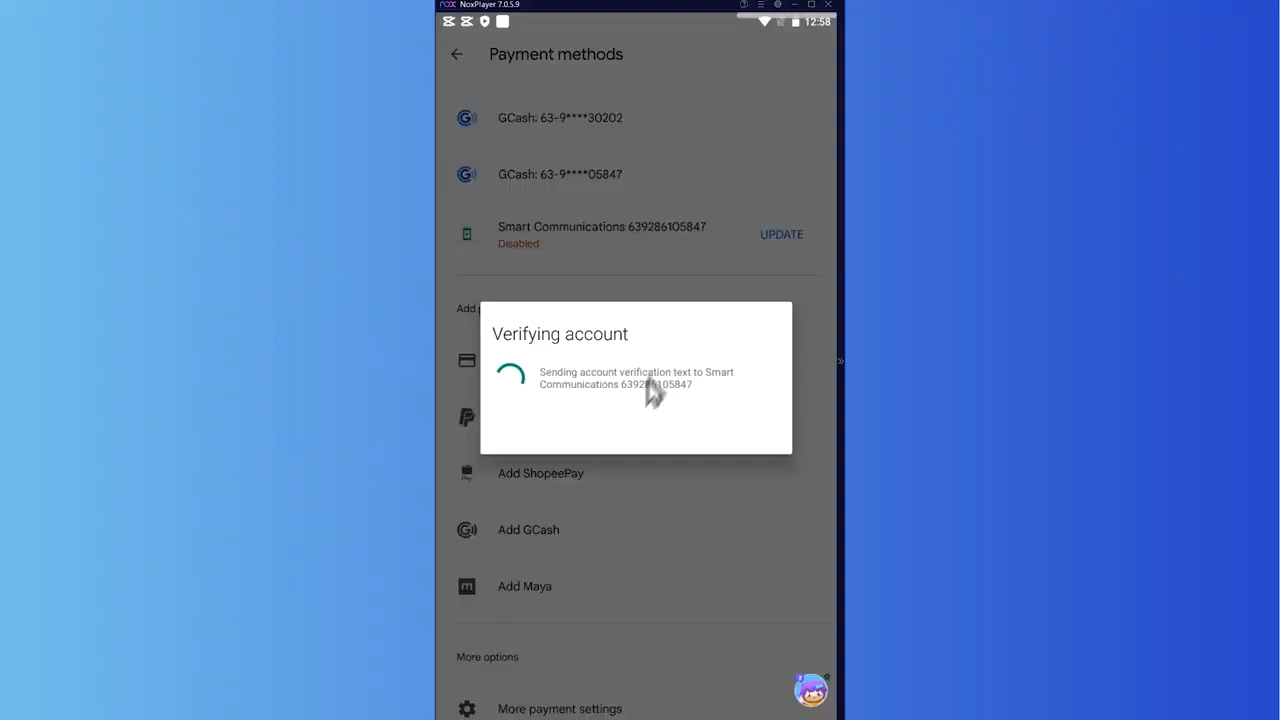 NoxPlayer 7.0.5.9
12:58
Payment methods
GCash: 63-9****30202
GCash: 63-9****05847
Smart Communications 639286105847
Disabled
UPDATE
Add
Verifying account
Sending account verification text to Smart
Communications 639286105847
Add ShopeePay
Add GCash
Add Maya
More options
More payment settings